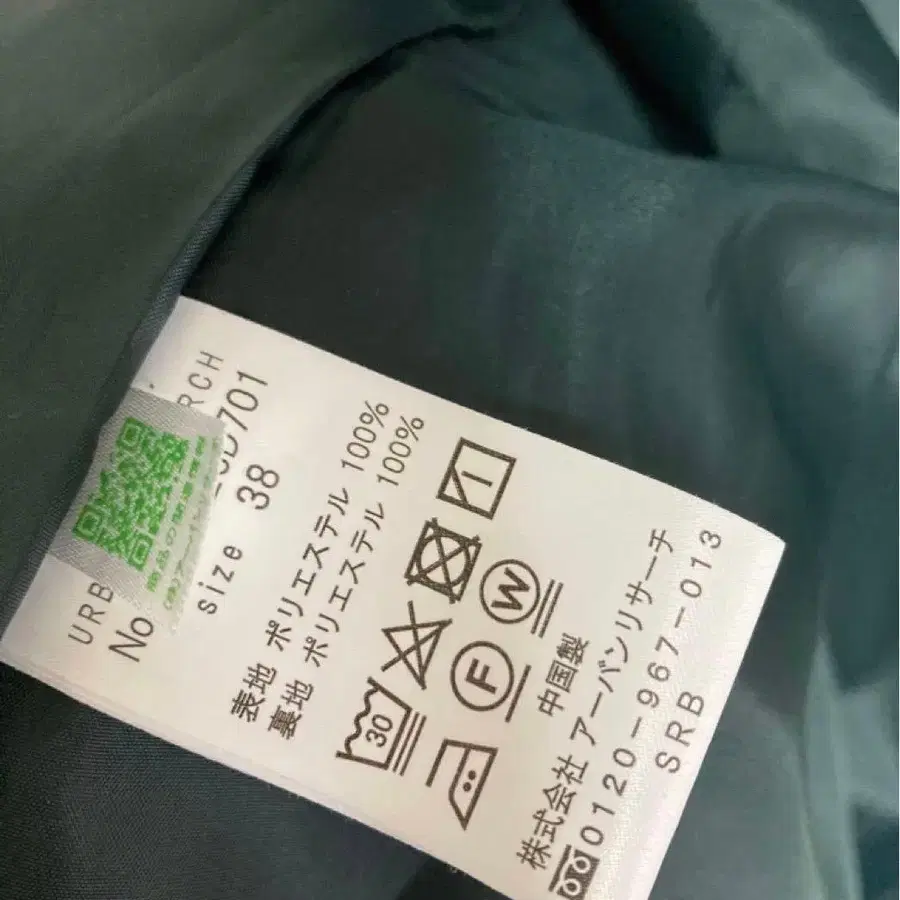 URB RCH
No 701
size 38
表地 ポリエステル 100%
裏地 ポリエステル 100%
30
F
W
中国製
株式会社 アーバンリサーチ
0120-967-013
SRB